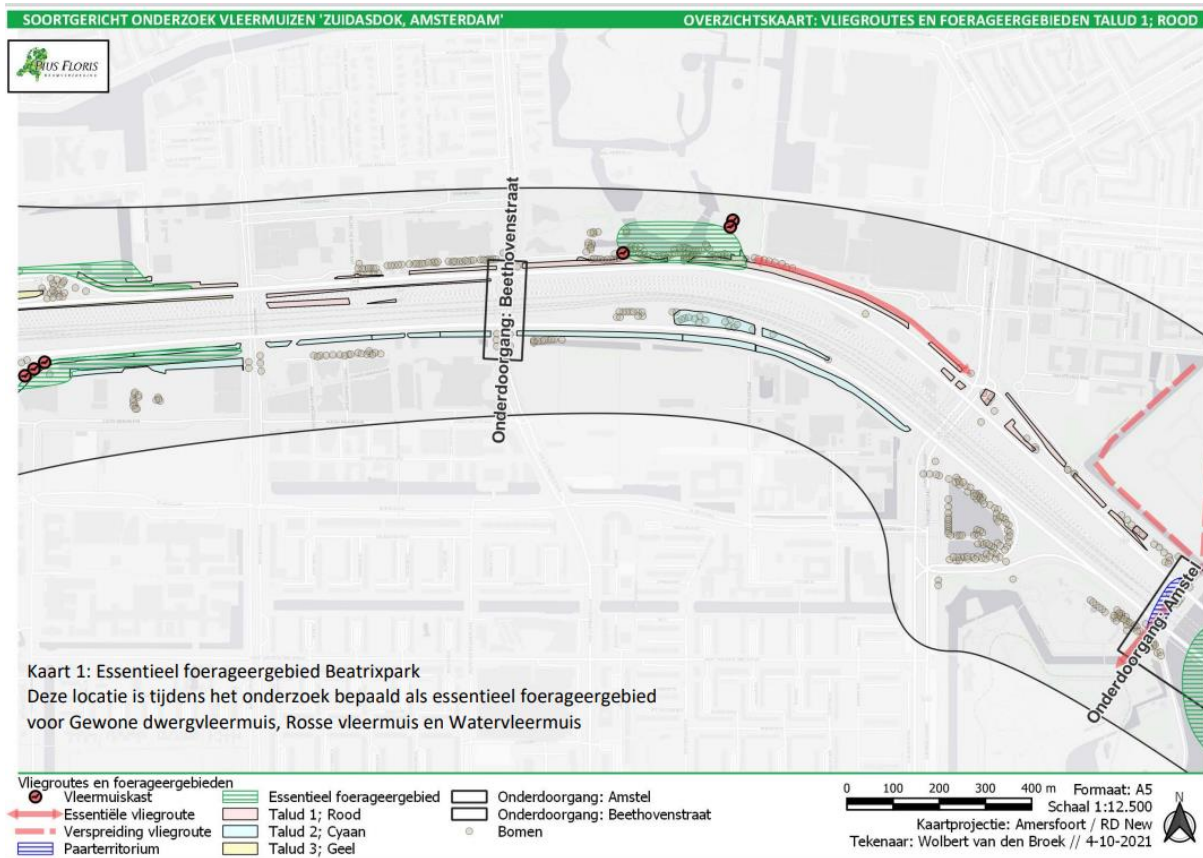 SOORTGERICHT ONDERZOEK VLEERMUIZEN 'ZUIDASDOK, AMSTERDAM'
OVERZICHTSKAART: VLIEGROUTES EN FOERAGEERGEBIEDEN TALUD 1; ROOD
PIUS FLORIS
BOOMVERZORGING
Onderdoorgang: Beethovenstraat
Onderdoorgang: Amstel
Kaart 1: Essentieel foerageergebied Beatrixpark
Deze locatie is tijdens het onderzoek bepaald als essentieel foerageergebied
voor Gewone dwergvleermuis, Rosse vleermuis en Watervleermuis
Vliegroutes en foerageergebieden
Vleermuiskast
Essentiële vliegroute
Verspreiding vliegroute
Paarterritorium
Essentieel foerageergebied
Talud 1; Rood
Talud 2; Cyaan
Talud 3; Geel
Onderdoorgang: Amstel
Onderdoorgang: Beethovenstraat
Bomen
0 100 200 300 400 m
Formaat: A5
Schaal 1:12.500
Kaartprojectie: Amersfoort / RD New
Tekenaar: Wolbert van den Broek // 4-10-2021
N